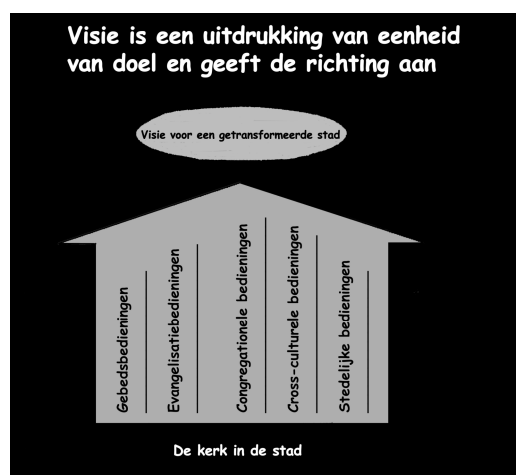 Visie is een uitdrukking van eenheid
van doel en geeft de richting aan
Visie voor een getransformeerde stad
Gebedsbedieningen
Evangelisatiebedieningen
Congregationele bedieningen
Cross-culturele bedieningen
Stedelijke bedieningen
De kerk in de stad